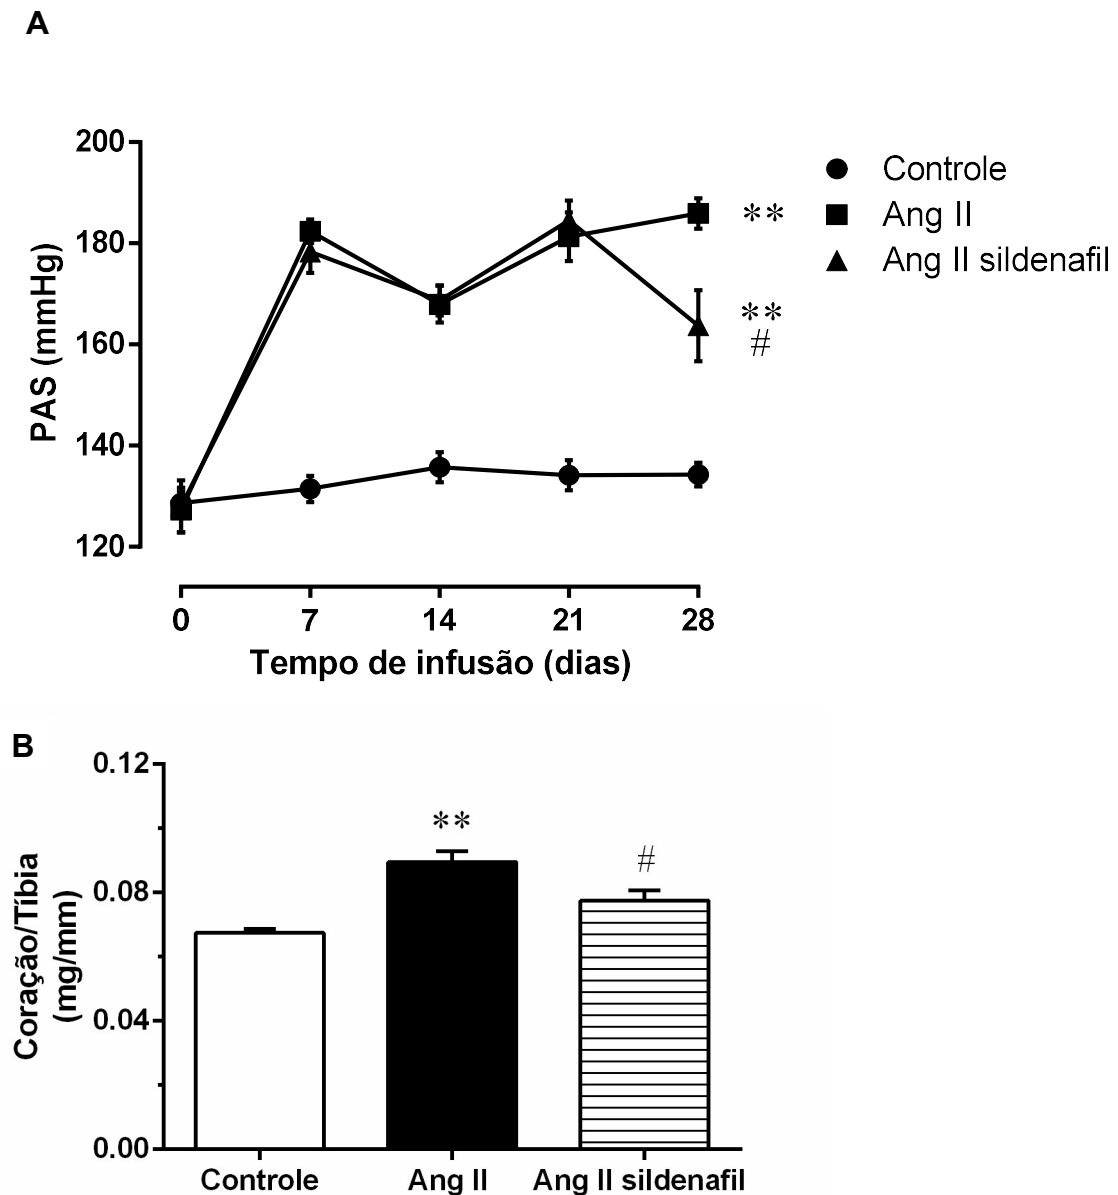 A
200
180
160
140
120
PAS (mmHg)
0 7 14 21 28
Tempo de infusão (dias)
Controle
Ang II
Ang II sildenafil
**
**
#
B
0.12
0.08
0.04
0.00
Coração/Tíbia
(mg/mm)
**
#
Controle Ang II Ang II sildenafil